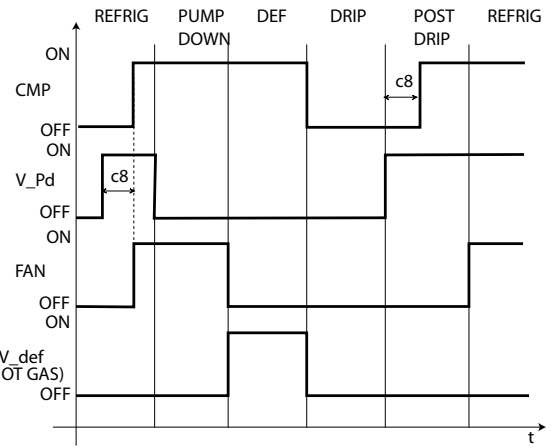 REFRIG PUMP DOWN DEF DRIP POST DRIP REFRIG
ON
CMP
c8
OFF
ON
V_Pd
c8
OFF
ON
FAN
OFF
ON
V_def
OT GAS)
OFF
t